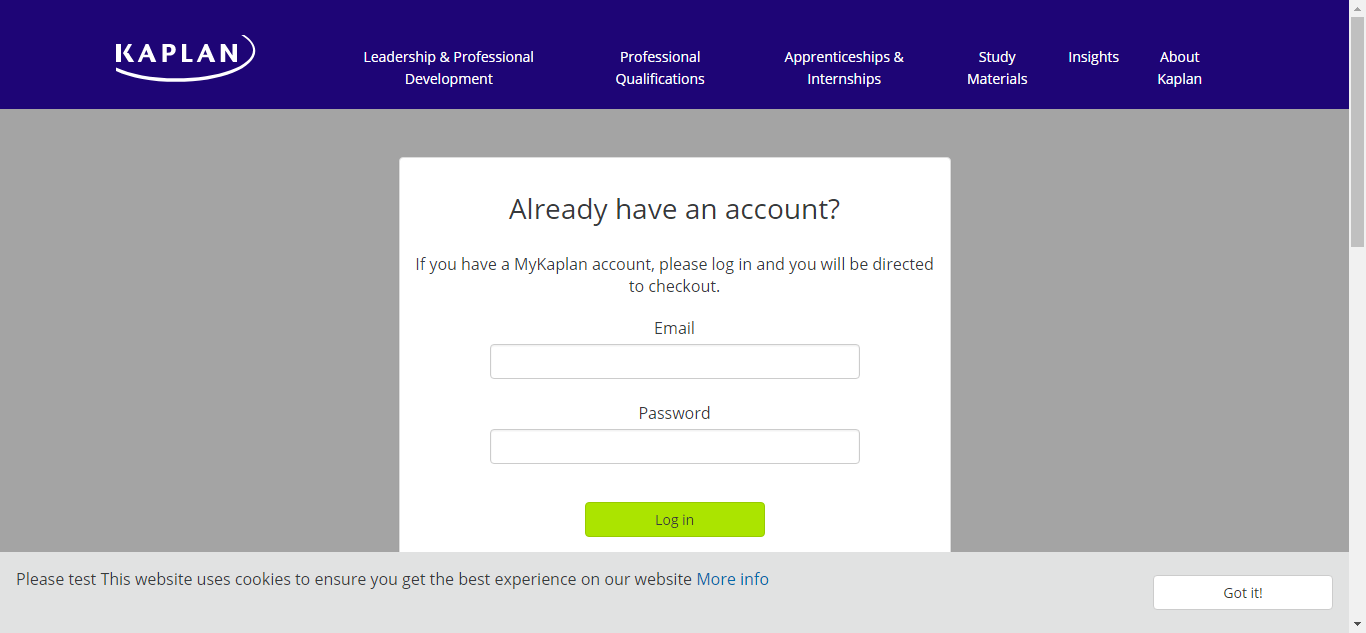 KAPLAN
Leadership & Professional
Development
Professional
Qualifications
Apprenticeships &
Internships
Study
Materials
Insights
About
Kaplan
Already have an account?
If you have a MyKaplan account, please log in and you will be directed
to checkout.
Email
Password
Log in
Please test This website uses cookies to ensure you get the best experience on our website More info
Got it!